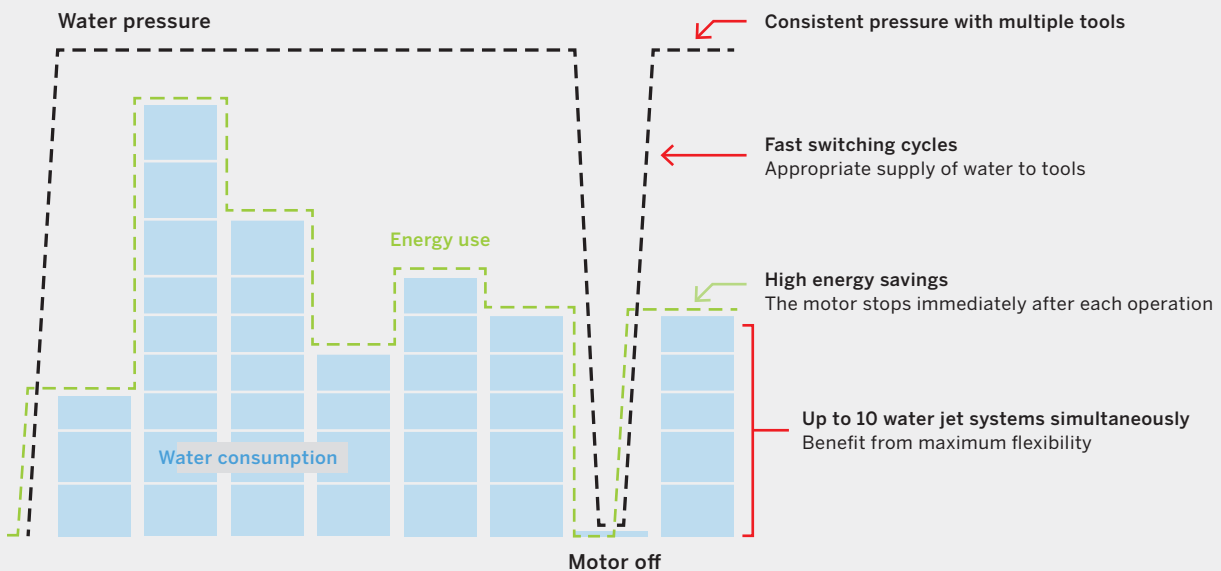 Water pressure
Consistent pressure with multiple tools
Fast switching cycles
Appropriate supply of water to tools
Energy use
High energy savings
The motor stops immediately after each operation
Up to 10 water jet systems simultaneously
Benefit from maximum flexibility
Water consumption
Motor off